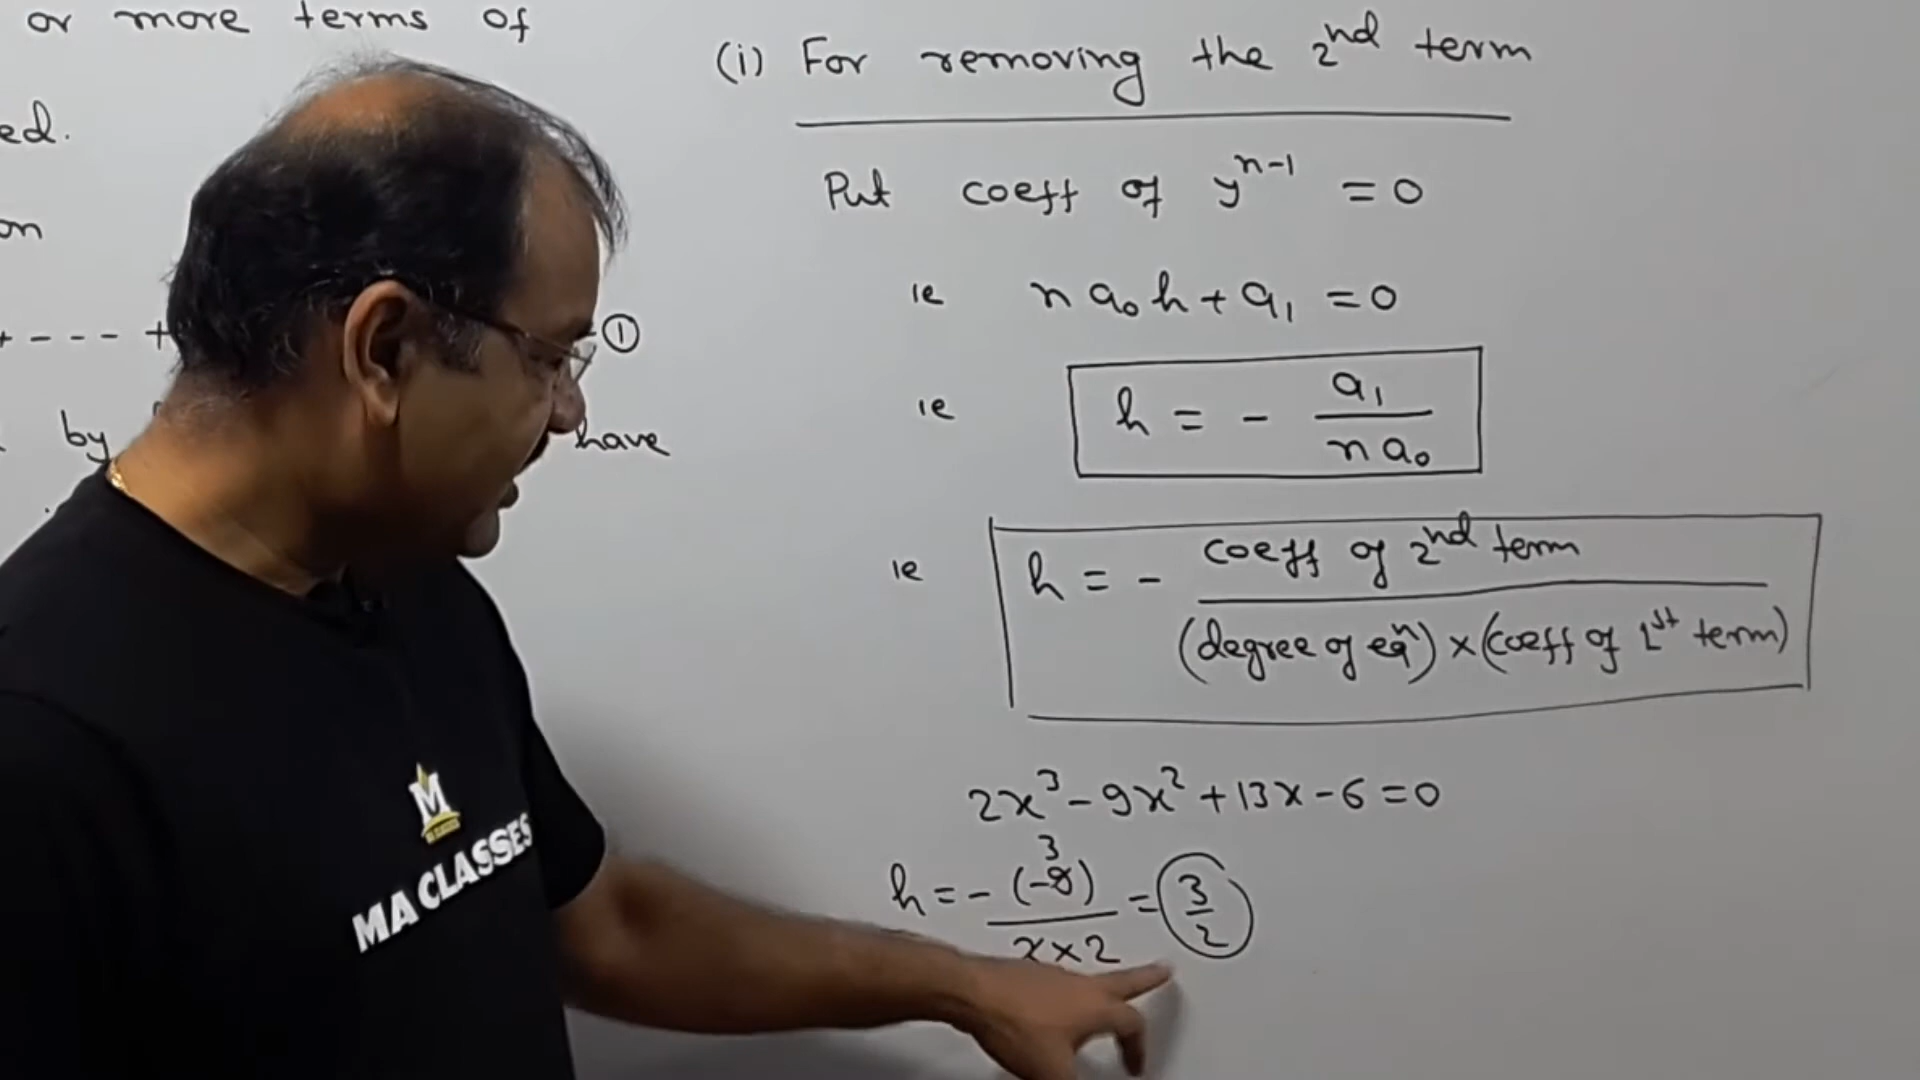 or more terms of
ed.
on
+ - - - + ①
by have
(i) For removing the 2nd term
Put coeff of y^{n-1} = 0
ie n a₀ h + a₁ = 0
ie h = - a₁ / n a₀
ie h = - coeff of 2nd term / (degree of eqⁿ) × (coeff of 1st term)
2x³ - 9x² + 13x - 6 = 0
h = - (-9) / 3×2 = 3/2
3
M
MA CLASSES